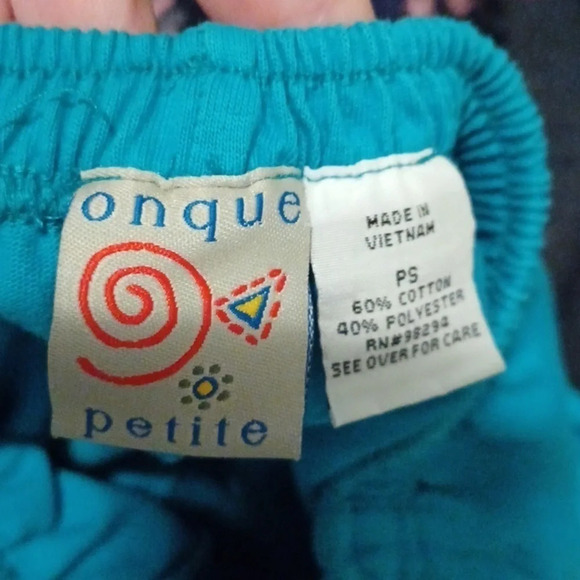 onque
petite
MADE IN
VIETNAM
PS
60% COTTON
40% POLYESTER
RN#98294
SEE OVER FOR CARE